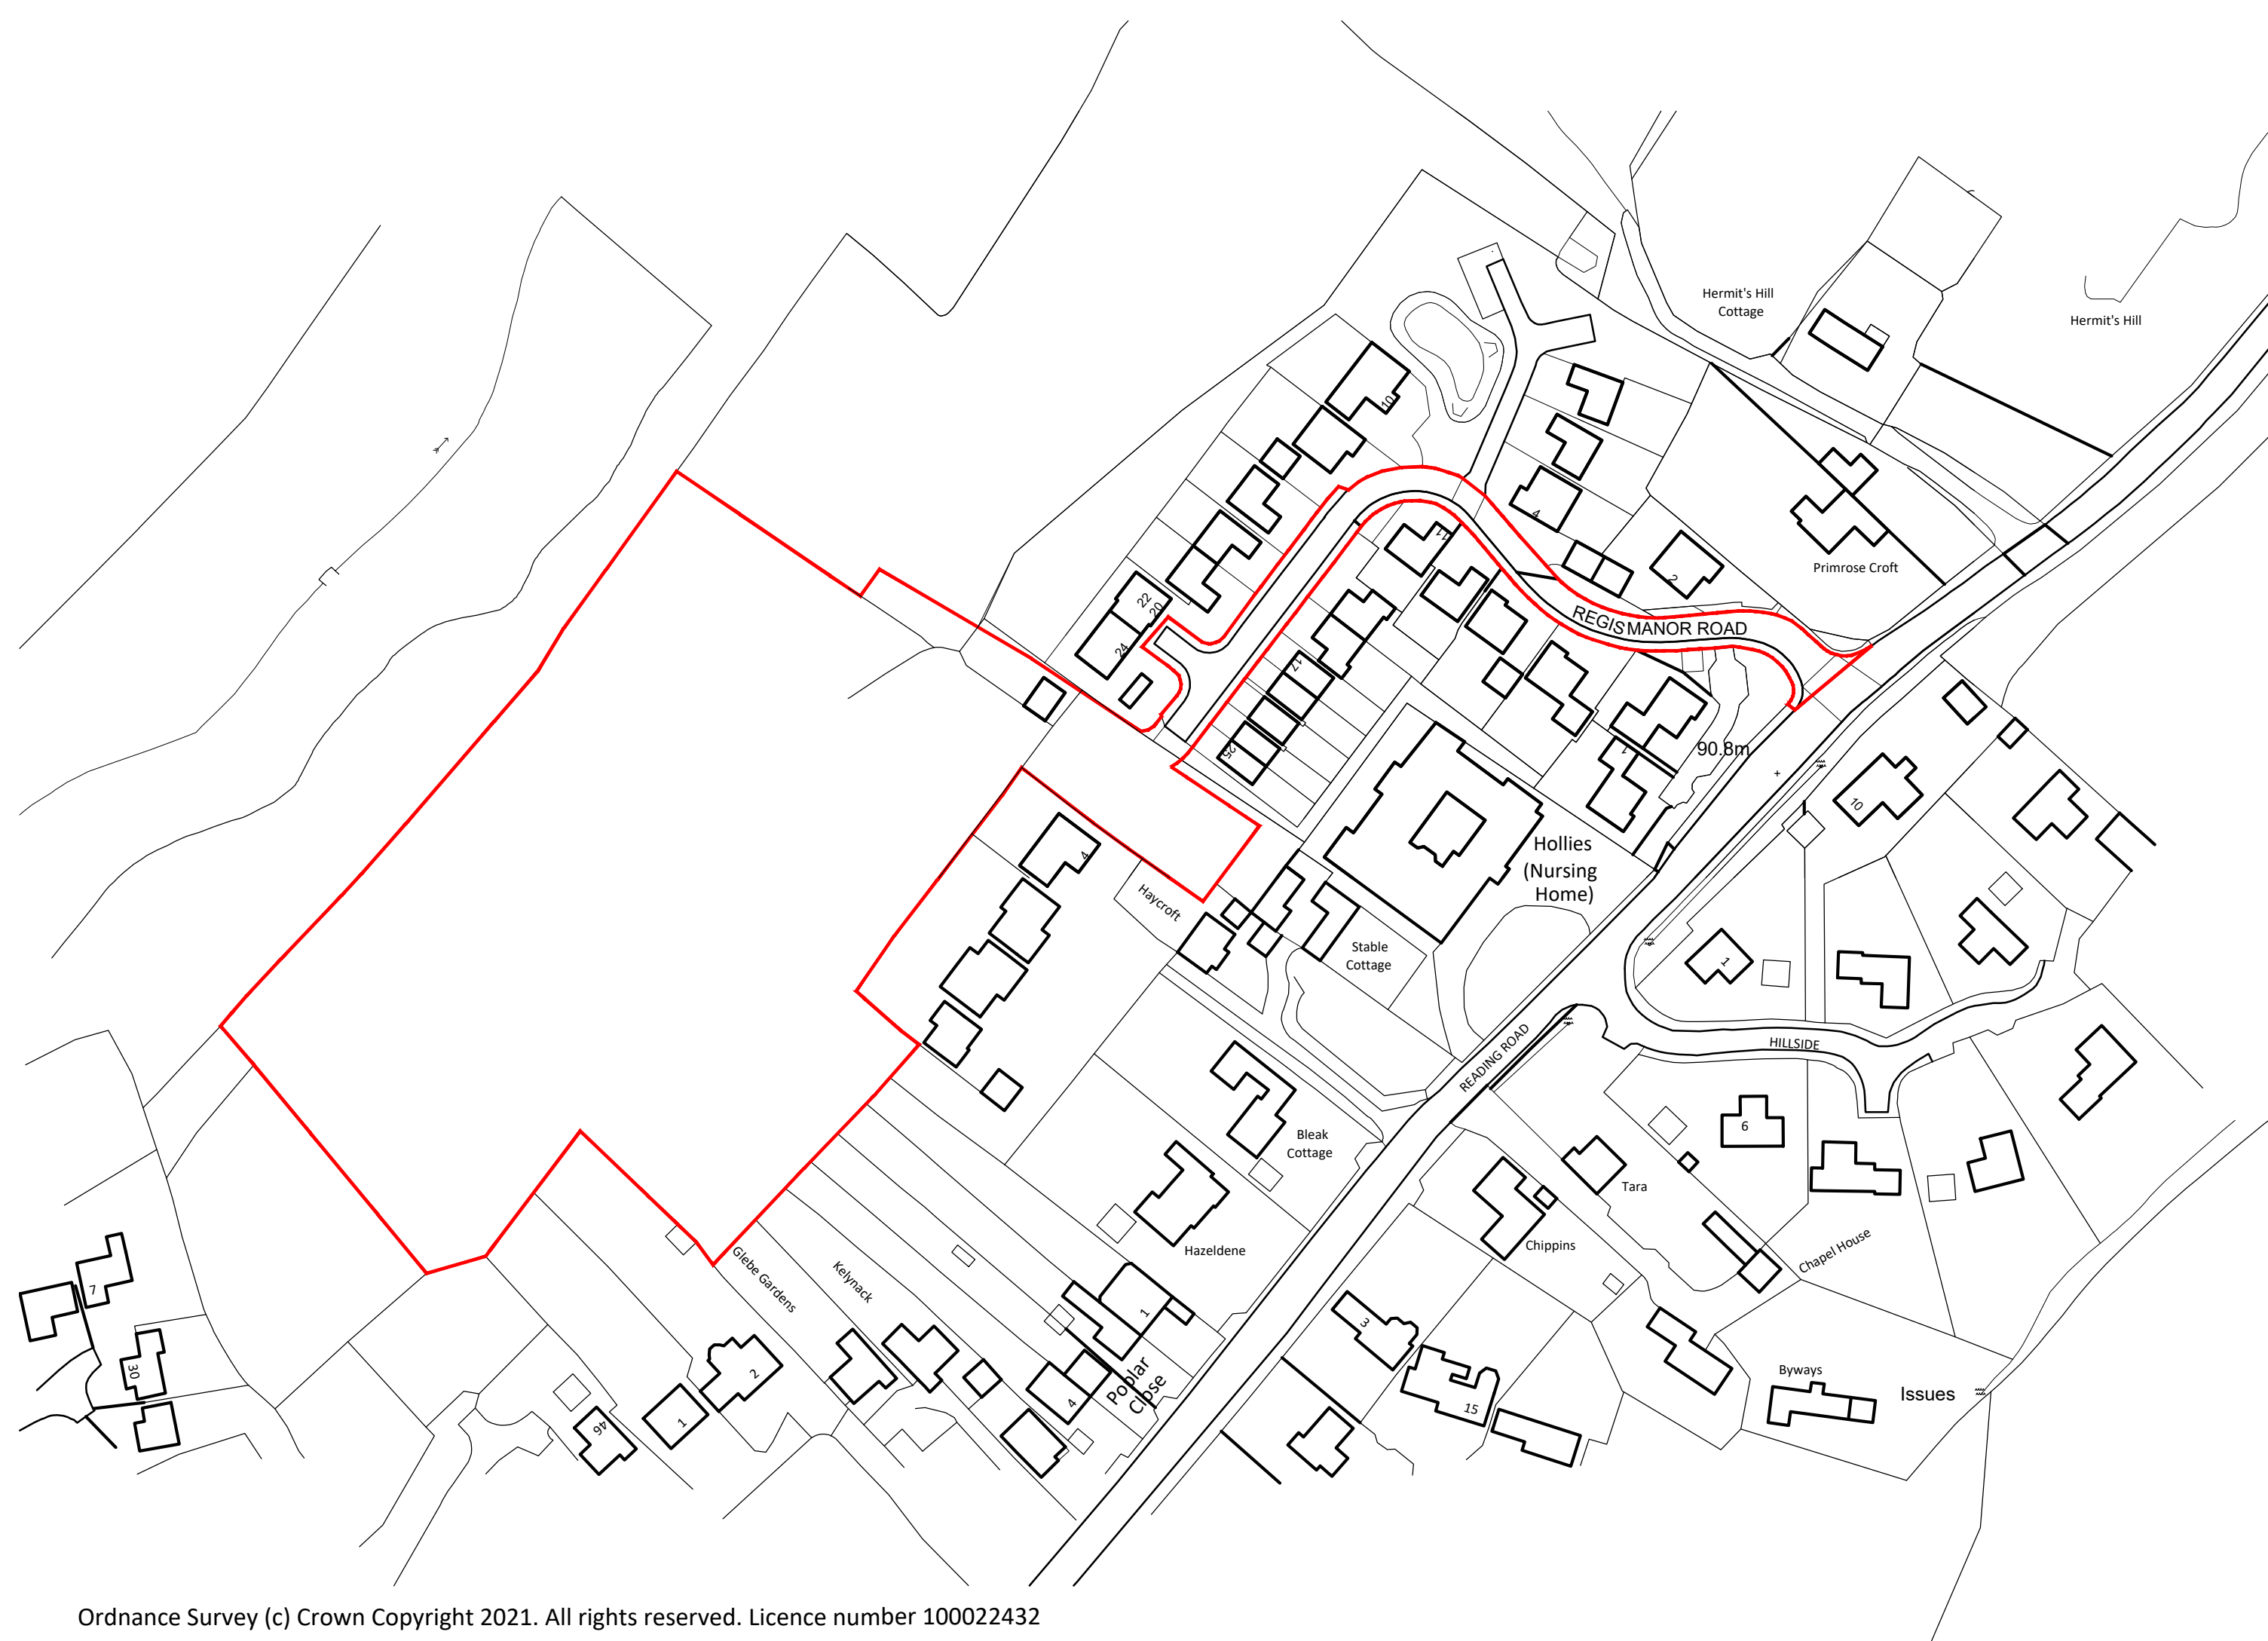 Hermit's Hill
Cottage
Hermit's Hill
10
4
11
2
Primrose Croft
22
20
24
REGIS MANOR ROAD
17
25
1
90.8m
10
Hollies
(Nursing
Home)
4
Haycroft
Stable
Cottage
1
READING ROAD
HILLSIDE
6
Bleak
Cottage
Tara
Hazeldene
Chippins
Chapel House
Glebe Gardens
Kelynack
7
30
1
3
2
Poplar
Close
4
Byways
Issues
15
1
46
Ordnance Survey (c) Crown Copyright 2021. All rights reserved. Licence number 100022432